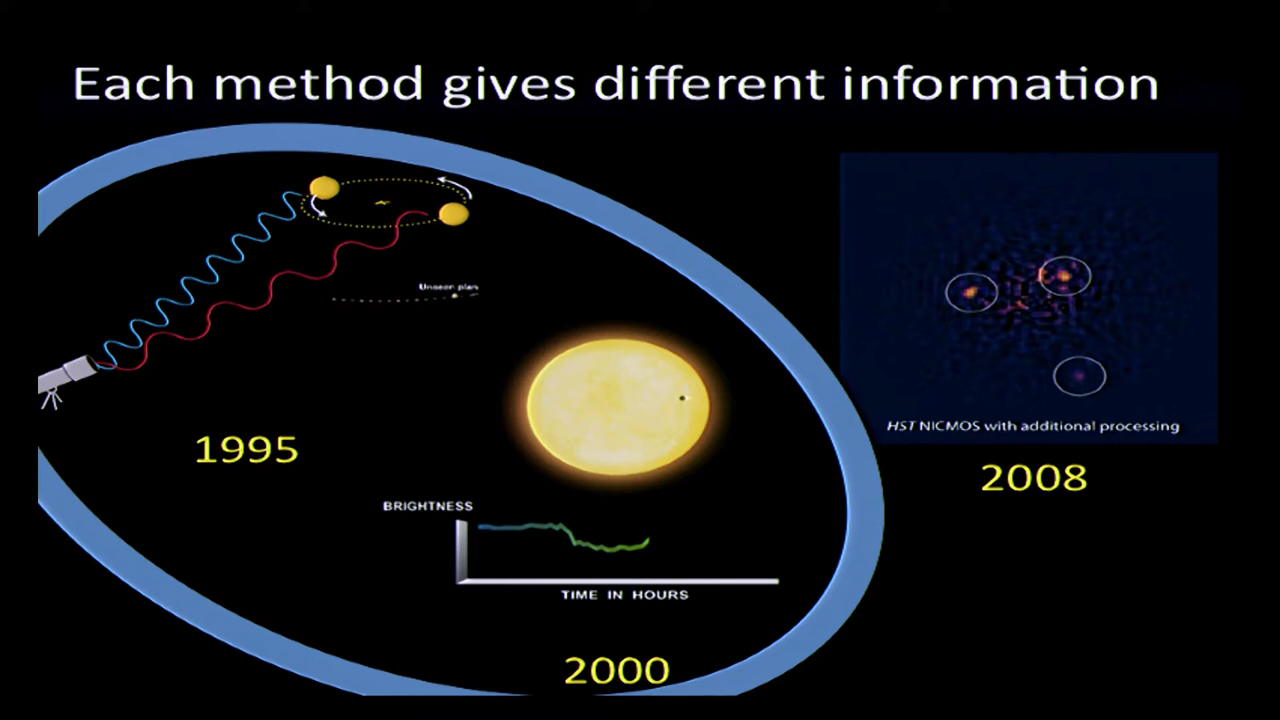 Each method gives different information
Unseen plan
1995
HST NICMOS with additional processing
2008
BRIGHTNESS
TIME IN HOURS
2000